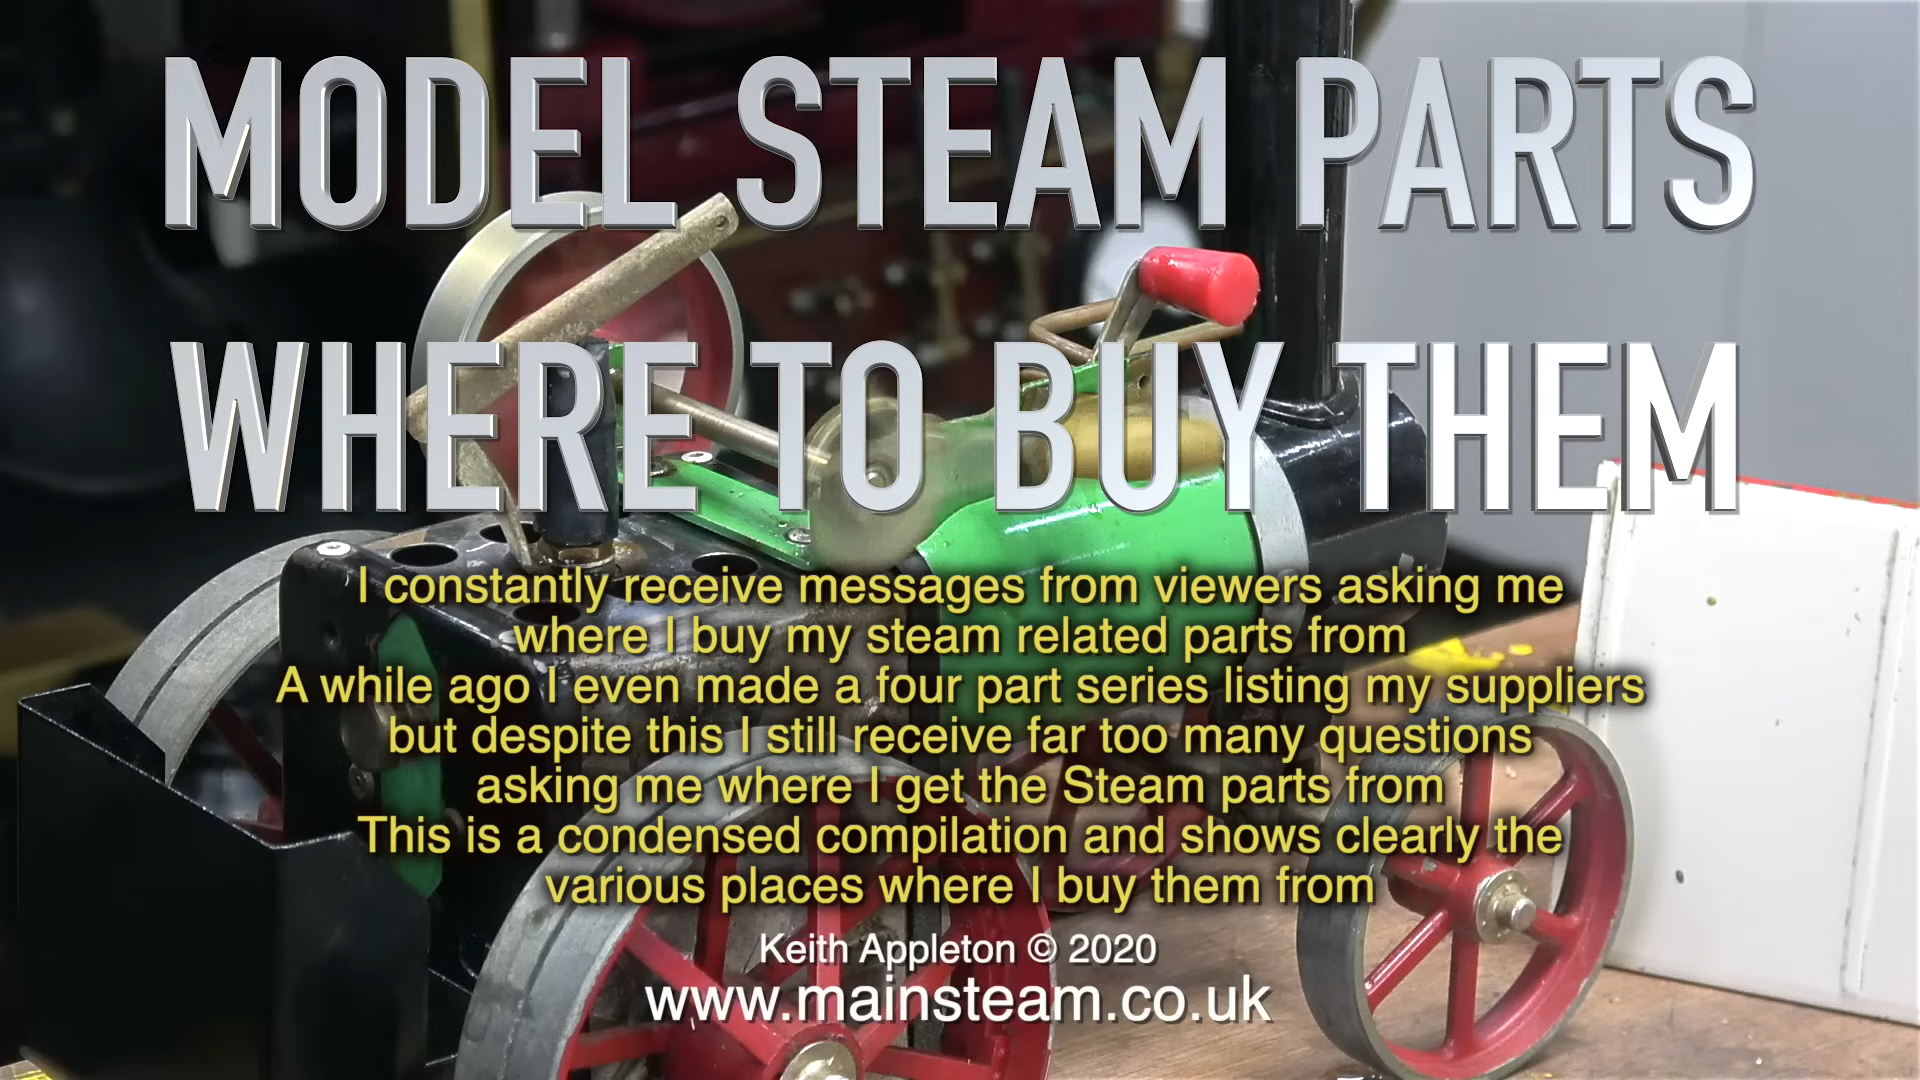 MODEL STEAM PARTS
WHERE TO BUY THEM
I constantly receive messages from viewers asking me
where I buy my steam related parts from
A while ago I even made a four part series listing my suppliers
but despite this I still receive far too many questions
asking me where I get the Steam parts from
This is a condensed compilation and shows clearly the
various places where I buy them from
Keith Appleton © 2020
www.mainsteam.co.uk